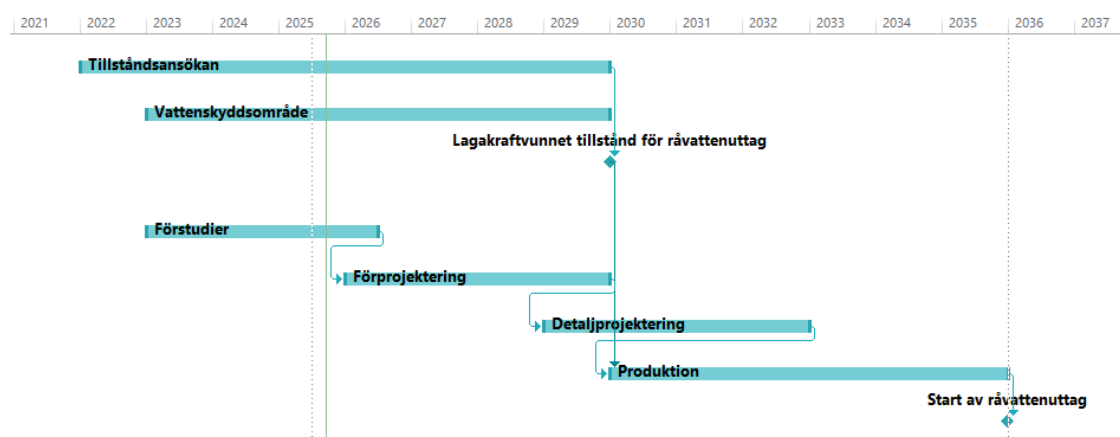 2021 2022 2023 2024 2025 2026 2027 2028 2029 2030 2031 2032 2033 2034 2035 2036 2037
Tillståndsansökan
Vattenskyddsområde
Lagakraftvunnet tillstånd för råvattenuttag
Förstudier
Förprojektering
Detaljprojektering
Produktion
Start av råvattenuttag